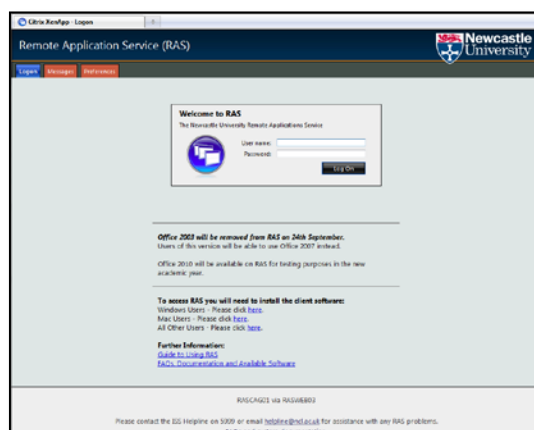 Citrix XenApp - Logon
Remote Application Service (RAS)
Newcastle
University
Logon Messages Preferences
Welcome to RAS
The Newcastle University Remote Applications Service
User name:
Password:
Log On
Office 2003 will be removed from RAS on 24th September.
Users of this version will be able to use Office 2007 instead.
Office 2010 will be available on RAS for testing purposes in the new
academic year.
To access RAS you will need to install the client software:
Windows Users - Please click here.
Mac Users - Please click here.
All Other Users - Please click here.
Further Information:
Guide to Using RAS
FAQs, Documentation and Available Software
RASCAG01 via RASWEB03
Please contact the ISS Helpline on 5999 or email helpline@ncl.ac.uk for assistance with any RAS problems.